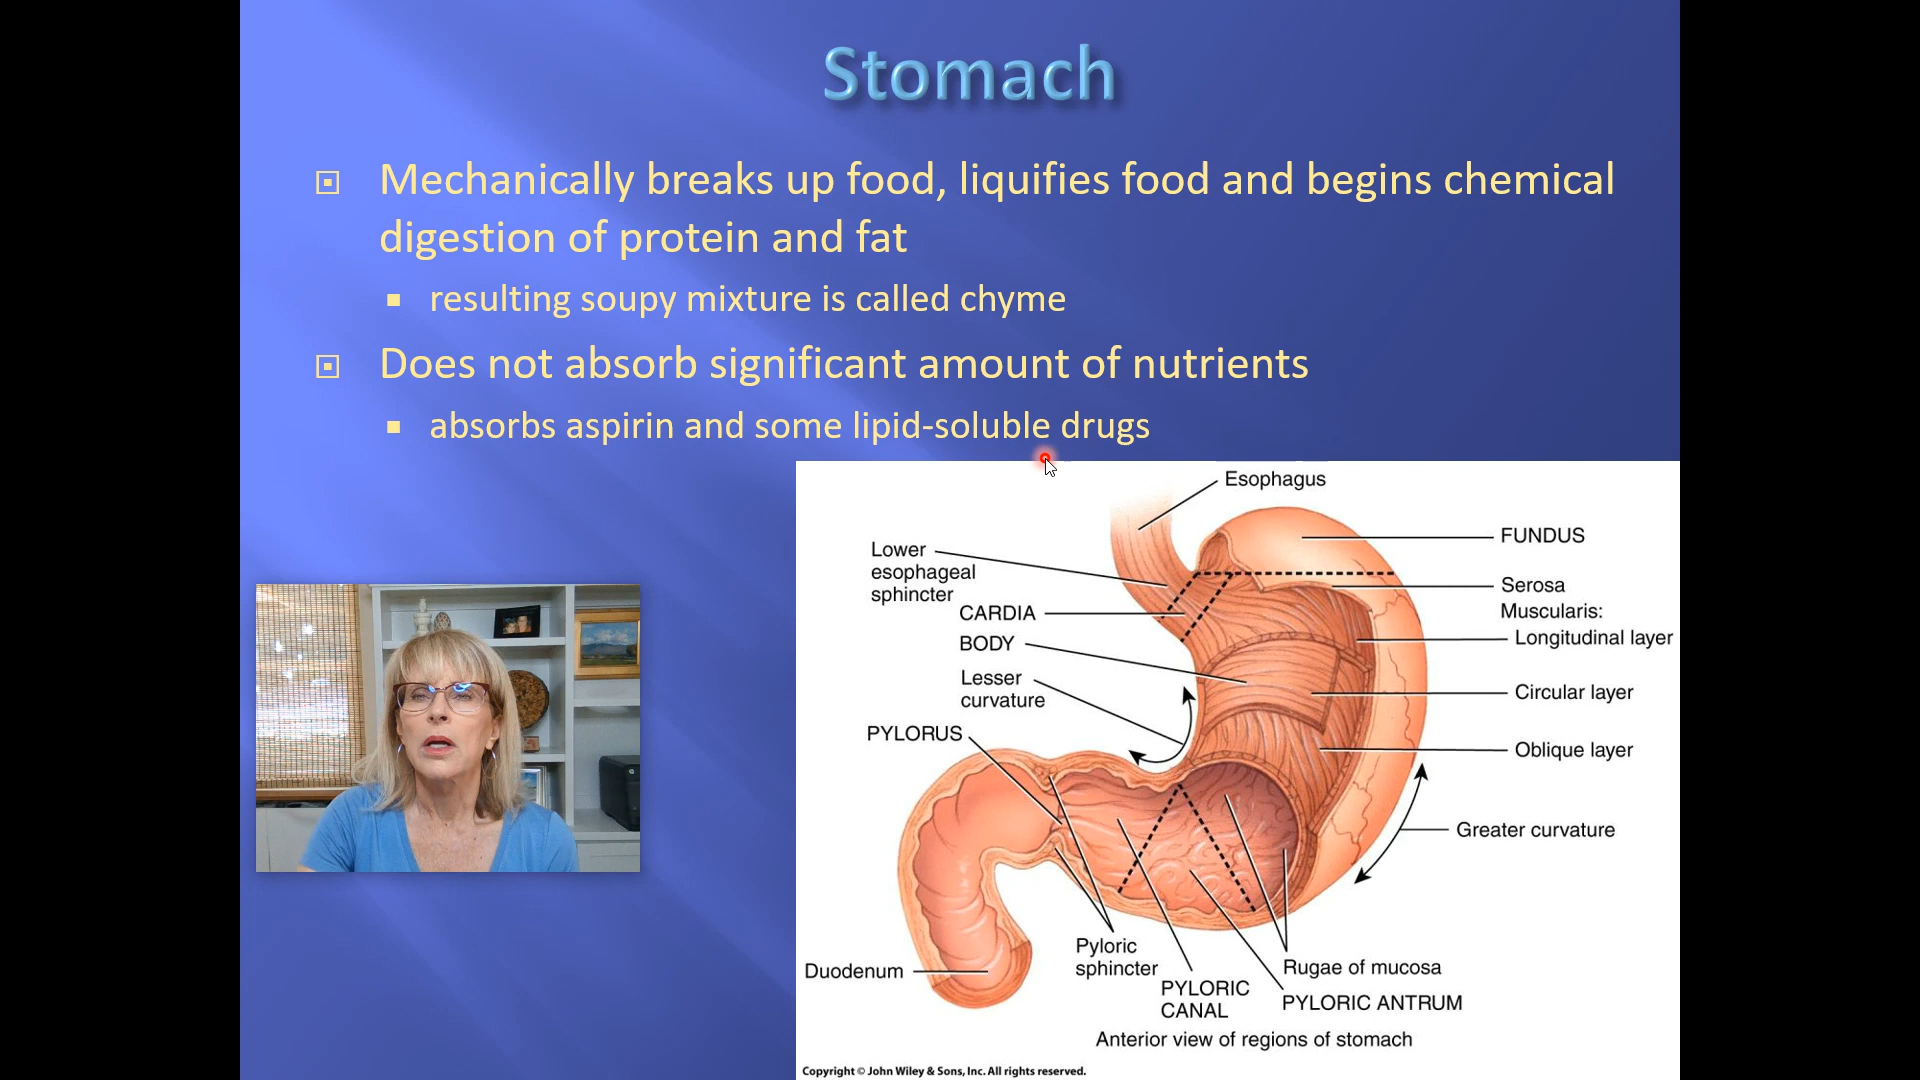 Stomach
Mechanically breaks up food, liquifies food and begins chemical
digestion of protein and fat
resulting soupy mixture is called chyme
Does not absorb significant amount of nutrients
absorbs aspirin and some lipid-soluble drugs
Esophagus
FUNDUS
Lower
esophageal
sphincter
Serosa
Muscularis:
CARDIA
Longitudinal layer
BODY
Lesser
curvature
Circular layer
PYLORUS
Oblique layer
Greater curvature
Pyloric
sphincter
Duodenum
Rugae of mucosa
PYLORIC
CANAL
PYLORIC ANTRUM
Anterior view of regions of stomach
Copyright © John Wiley & Sons, Inc. All rights reserved.